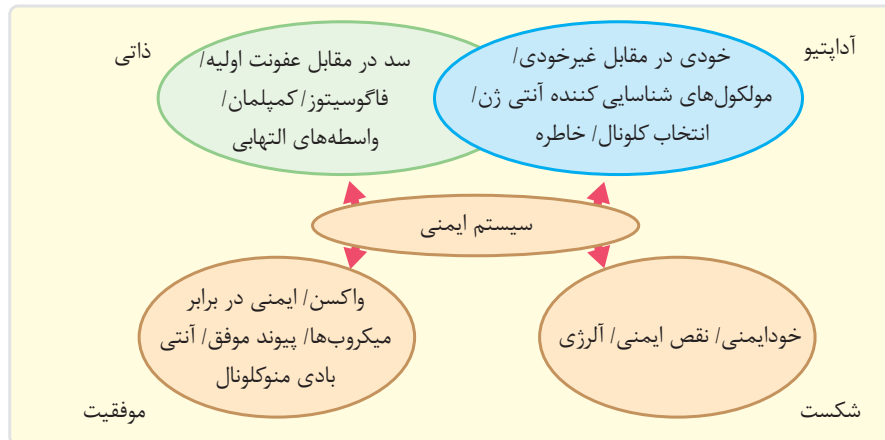 آداپتیو
خودی در مقابل غیرخودی/
مولکول‌های شناسایی کننده آنتی ژن/
انتخاب کلونال/ خاطره
ذاتی
سد در مقابل عفونت اولیه/
فاگوسیتوز/ کمپلمان/
واسطه‌های التهابی
سیستم ایمنی
خودایمنی/ نقص ایمنی/ آلرژی
شکست
واکسن/ ایمنی در برابر
میکروب‌ها/ پیوند موفق/ آنتی
بادی منوکلونال
موفقیت